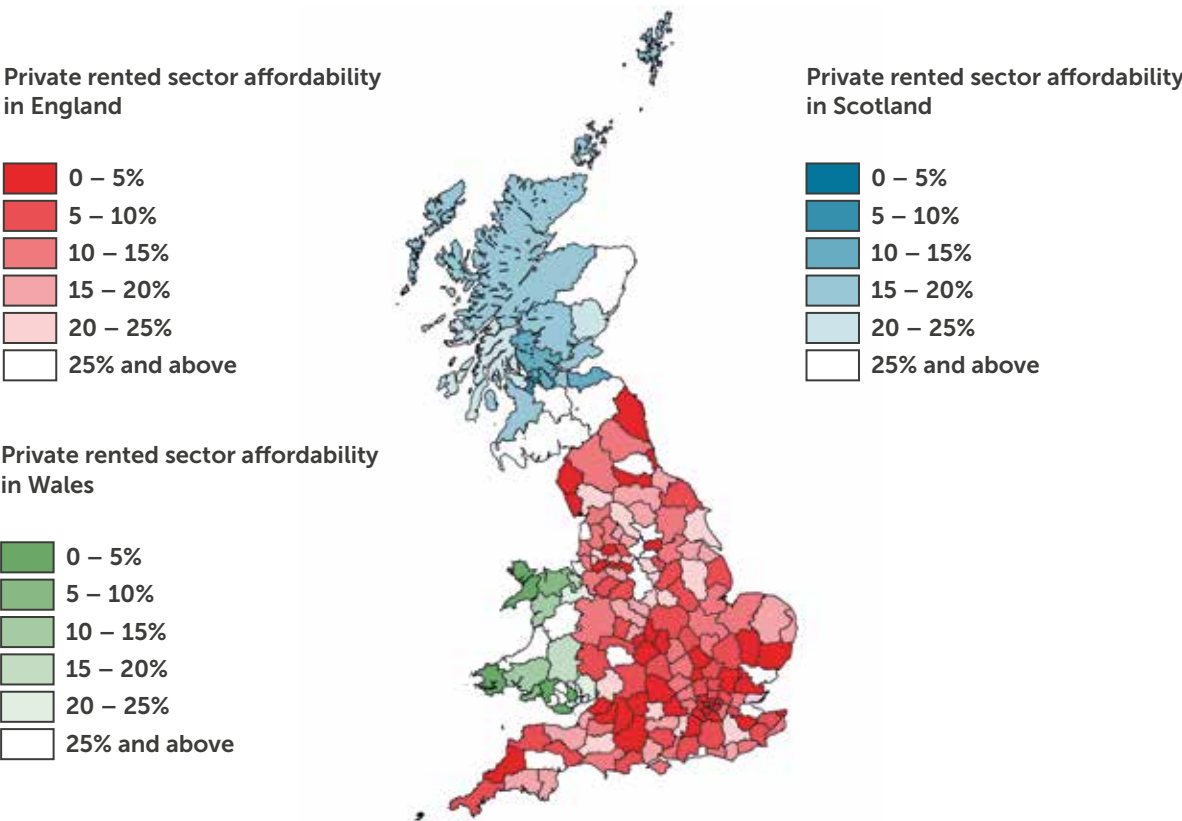 Private rented sector affordability
in England
0 – 5%
5 – 10%
10 – 15%
15 – 20%
20 – 25%
25% and above
Private rented sector affordability
in Scotland
0 – 5%
5 – 10%
10 – 15%
15 – 20%
20 – 25%
25% and above
Private rented sector affordability
in Wales
0 – 5%
5 – 10%
10 – 15%
15 – 20%
20 – 25%
25% and above